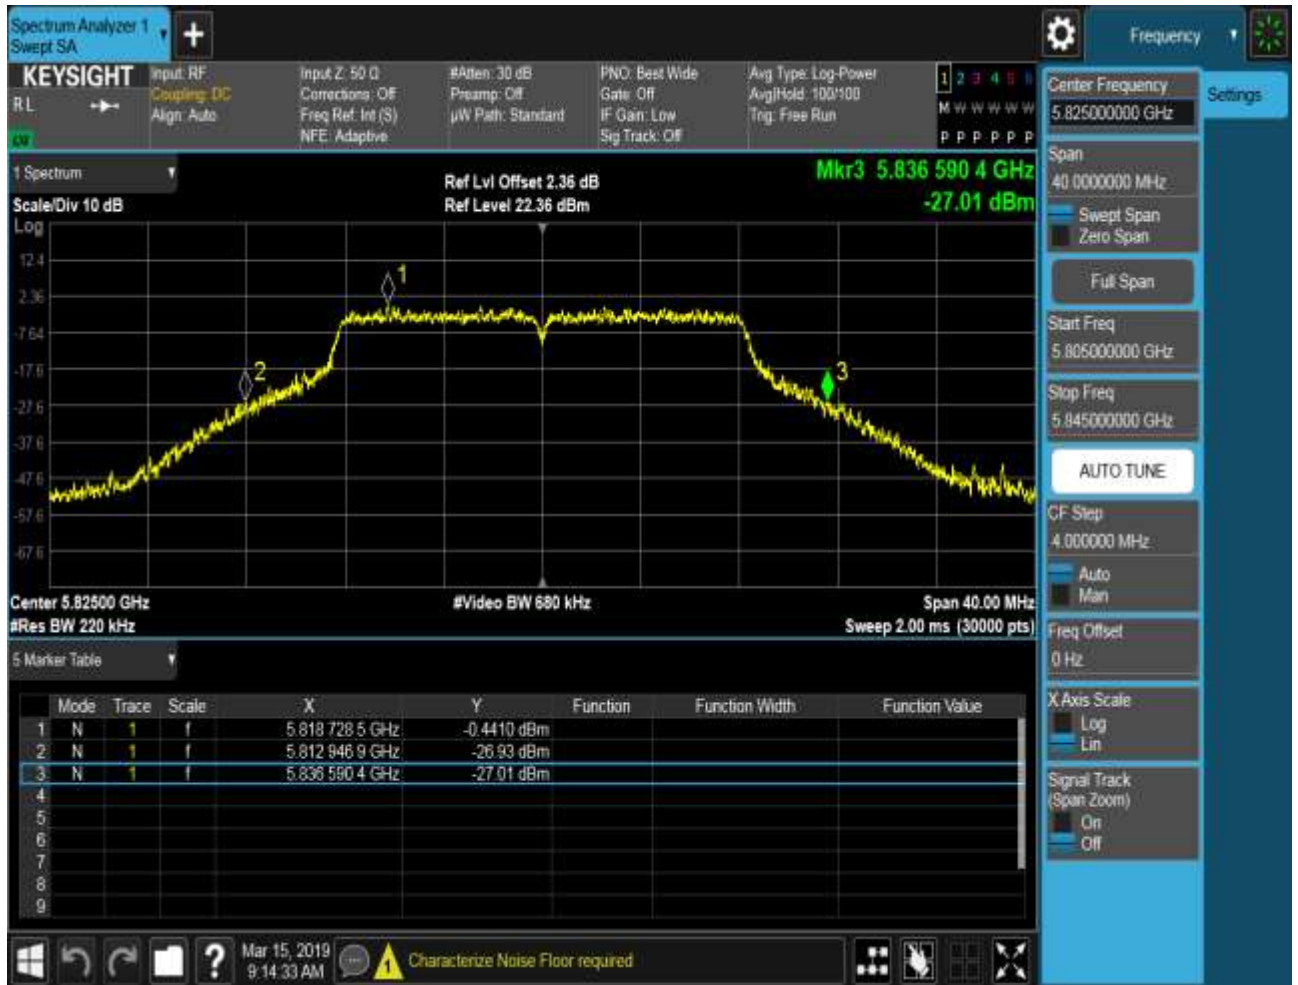 Spectrum Analyzer 1
Swept SA
+
Frequency
KEYSIGHT
R L
Input: RF
Coupling: DC
Align: Auto
Input Z: 50 Ω
Corrections: Off
Freq Ref: Int (S)
NFE: Adaptive
#Atten: 30 dB
Preamp: Off
µW Path: Standard
PNO: Best Wide
Gate: Off
IF Gain: Low
Sig Track: Off
Avg Type: Log-Power
Avg|Hold: 100/100
Trig: Free Run
1 2 3 4 5 6
M W W W W W
P P P P P P
1 Spectrum
Scale/Div 10 dB
Ref Lvl Offset 2.36 dB
Ref Level 22.36 dBm
Mkr3 5.836 590 4 GHz
-27.01 dBm
Log
12.4
2.36
-7.64
-17.6
-27.6
-37.6
-47.6
-57.6
-67.6
1
2
3
Center 5.82500 GHz
#Video BW 680 kHz
Span 40.00 MHz
#Res BW 220 kHz
Sweep 2.00 ms (30000 pts)
5 Marker Table
Mode Trace Scale X Y Function Function Width Function Value
1 N 1 f 5.818 728 5 GHz -0.4410 dBm
2 N 1 f 5.812 946 9 GHz -26.93 dBm
3 N 1 f 5.836 590 4 GHz -27.01 dBm
4
5
6
7
8
9
Mar 15, 2019
9:14:33 AM
?
1
Characterize Noise Floor required
Center Frequency
5.825000000 GHz
Settings
Span
40.0000000 MHz
Swept Span
Zero Span
Full Span
Start Freq
5.805000000 GHz
Stop Freq
5.845000000 GHz
AUTO TUNE
CF Step
4.000000 MHz
Auto
Man
Freq Offset
0 Hz
X Axis Scale
Log
Lin
Signal Track
(Span Zoom)
On
Off